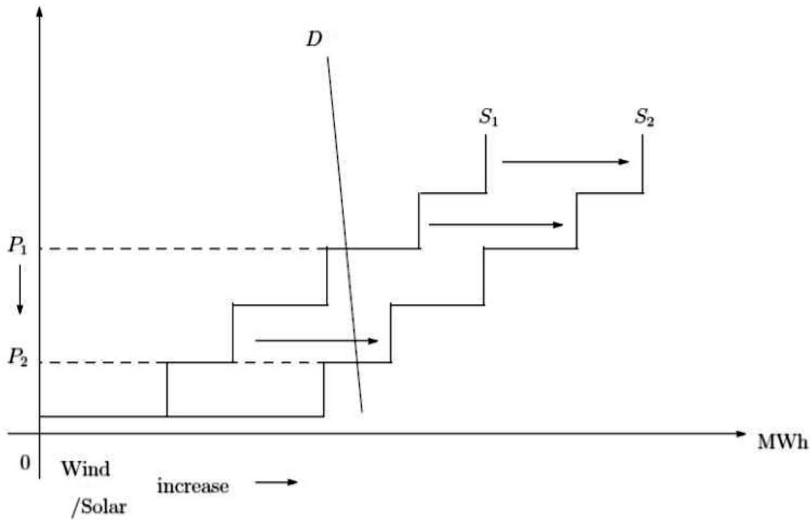 D
S₁
S₂
P₁
P₂
0
MWh
Wind
/Solar
increase